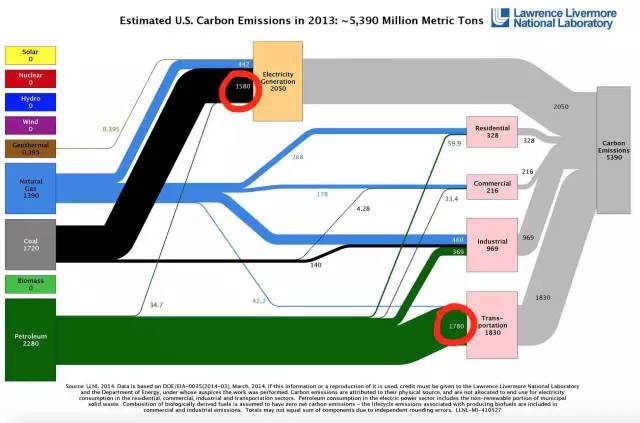 Estimated U.S. Carbon Emissions in 2013: ~5,390 Million Metric Tons
Lawrence Livermore
National Laboratory
Solar
0
Nuclear
0
Hydro
0
Wind
0
Geothermal
0.395
Natural
Gas
1390
Coal
1720
Biomass
0
Petroleum
2280
0.395
442
1580
Electricity
Generation
2050
268
178
4.28
140
34.7
42.2
59.9
33.4
460
369
1780
Residential
328
Commercial
216
Industrial
969
Trans-
portation
1830
2050
328
216
969
1830
Carbon
Emissions
5390
Source: LLNL 2014. Data is based on DOE/EIA-0035(2014-03), March, 2014. If this information or a reproduction of it is used, credit must be given to the Lawrence Livermore National Laboratory
and the Department of Energy, under whose auspices the work was performed. Carbon emissions are attributed to their physical source, and are not allocated to end use for electricity
consumption in the residential, commercial, industrial and transportation sectors. Petroleum consumption in the electric power sector includes the non-renewable portion of municipal
solid waste. Combustion of biologically derived fuels is assumed to have zero net carbon emissions - the lifecycle emissions associated with producing biofuels are included in
commercial and industrial emissions. Totals may not equal sum of components due to independent rounding errors. LLNL-MI-410527